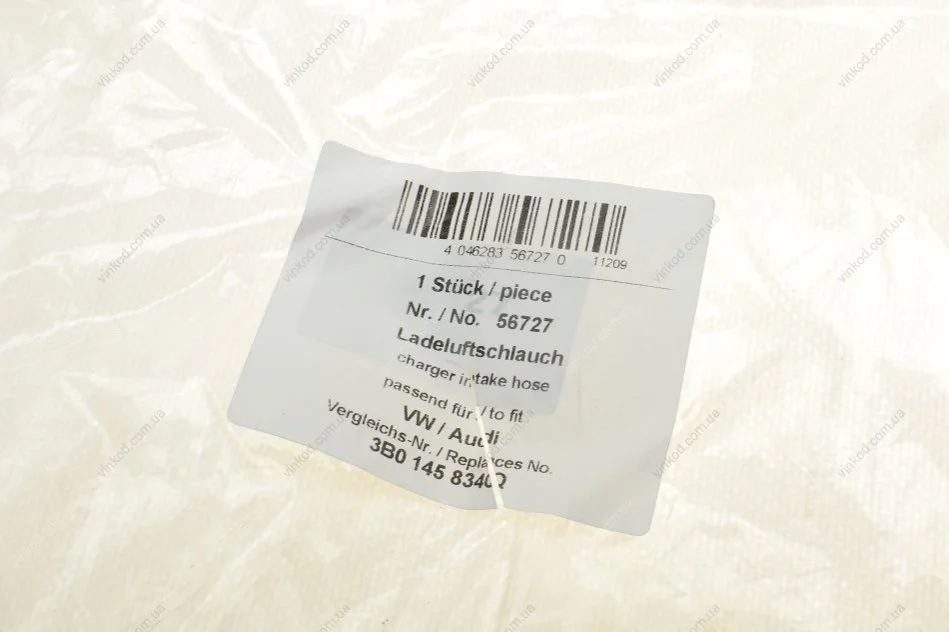 4 046283 56727 0 11209
1 Stück / piece
Nr. / No. 56727
Ladeluftschlauch
charger intake hose
passend für / to fit
VW / Audi
Vergleichs-Nr. / Replaces No.
3B0 145 834Q
vinkod.com.ua